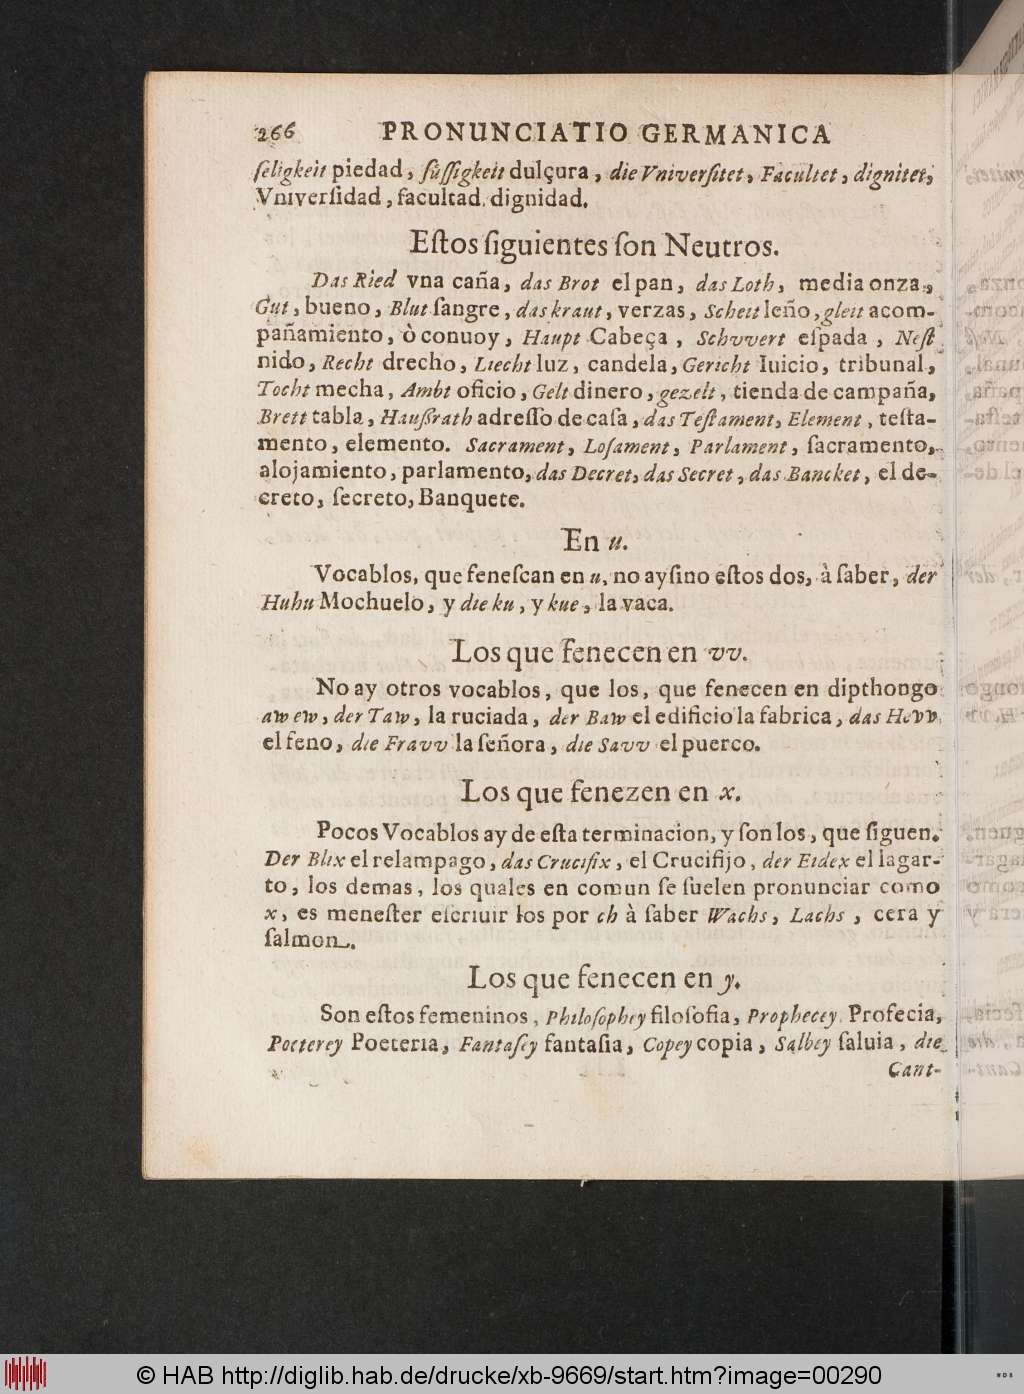 266 PRONUNCIATIO GERMANICA
ſeligkeit piedad, ſüſſigkeit dulçura, die Vniverſitet, Facultet, dignitet,
Vniverſidad, facultad, dignidad.
Eſtos ſiguientes ſon Neutros.
Das Ried vna caña, das Brot el pan, das Loth, media onza,
Gut, bueno, Blut ſangre, das kraut, verzas, Scheit leño, gleit acom-
pañamiento, ò conuoy, Haupt Cabeça, Schvvert eſpada, Neſt
nido, Recht drecho, Liecht luz, candela, Gericht Iuicio, tribunal,
Tocht mecha, Ambt oficio, Gelt dinero, gezelt, tienda de campaña,
Brett tabla, Haußrath adreſſo de caſa, das Teſtament, Element, teſta-
mento, elemento. Sacrament, Loſament, Parlament, ſacramento,
alojamiento, parlamento, das Decret, das Secret, das Bancket, el de-
creto, ſecreto, Banquete.
En u.
Vocablos, que feneſcan en u, no ay ſino eſtos dos, à ſaber, der
Huhu Mochuelo, y die ku, y kue, la vaca.
Los que fenecen en vv.
No ay otros vocablos, que los, que fenecen en dipthongo
aw ew, der Taw, la ruciada, der Baw el edificio la fabrica, das Hevv
el feno, die Fravv la ſeñora, die Savv el puerco.
Los que fenezen en x.
Pocos Vocablos ay de eſta terminacion, y ſon los, que ſiguen.
Der Blix el relampago, das Crucifix, el Crucifijo, der Eidex el lagar-
to, los demas, los quales en comun ſe ſuelen pronunciar como
x, es meneſter eſcriuir los por ch à ſaber Wachs, Lachs, cera y
ſalmon.
Los que fenecen en y.
Son eſtos femeninos, Philoſophey filoſofia, Prophecey Profecia,
Poeterey Poeteria, Fantaſey fantaſia, Copey copia, Salbey ſaluia, die
Cant-
© HAB http://diglib.hab.de/drucke/xb-9669/start.htm?image=00290